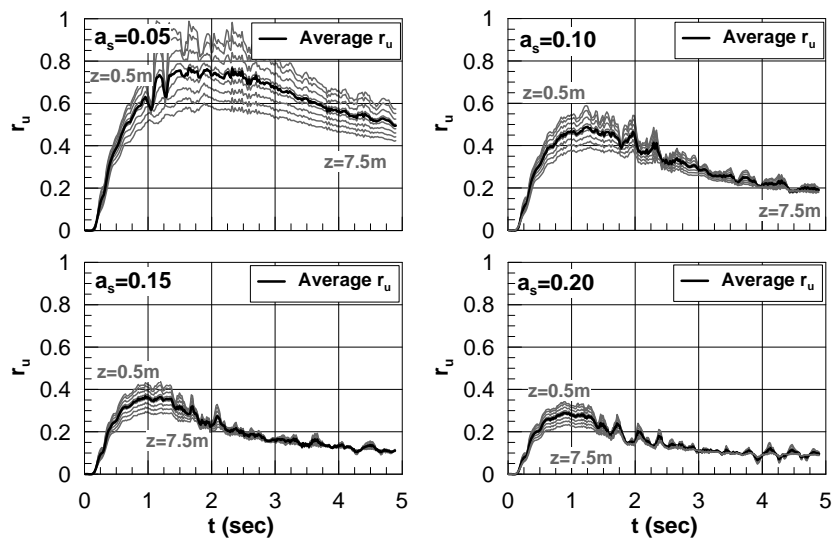 1
0.8
0.6
0.4
0.2
0
r_u
a_s=0.05
Average r_u
z=0.5m
z=7.5m
1
0.8
0.6
0.4
0.2
0
r_u
a_s=0.10
Average r_u
z=0.5m
z=7.5m
1
0.8
0.6
0.4
0.2
0
r_u
a_s=0.15
Average r_u
z=0.5m
z=7.5m
0 1 2 3 4 5
t (sec)
1
0.8
0.6
0.4
0.2
0
r_u
a_s=0.20
Average r_u
z=0.5m
z=7.5m
0 1 2 3 4 5
t (sec)